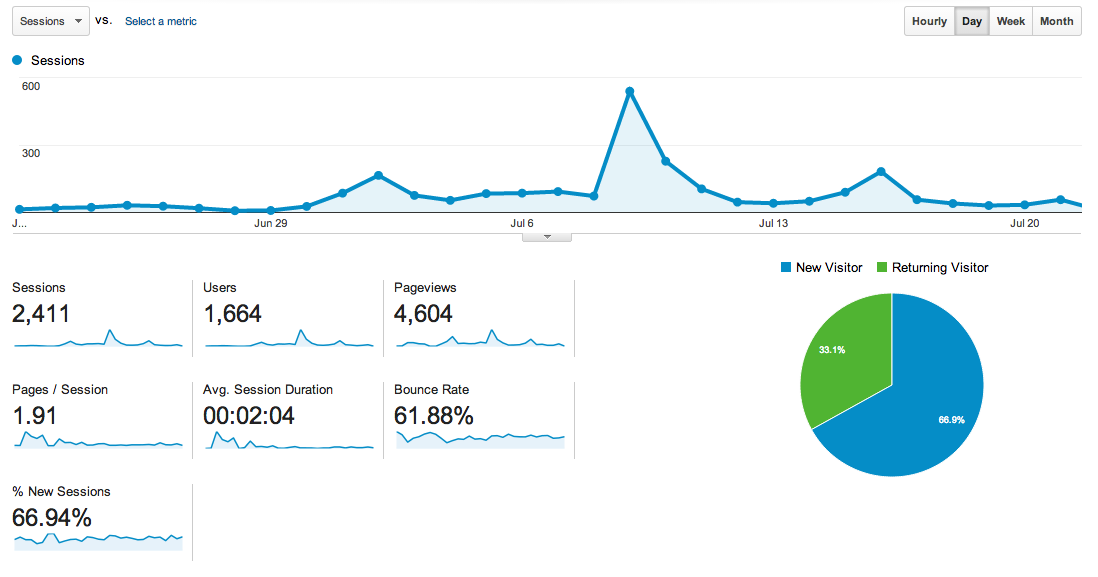 Sessions vs. Select a metric Hourly Day Week Month
Sessions
600
300
J... Jun 29 Jul 6 Jul 13 Jul 20
New Visitor Returning Visitor
Sessions Users Pageviews
2,411 1,664 4,604
33.1%
66.9%
Pages / Session Avg. Session Duration Bounce Rate
1.91 00:02:04 61.88%
% New Sessions
66.94%